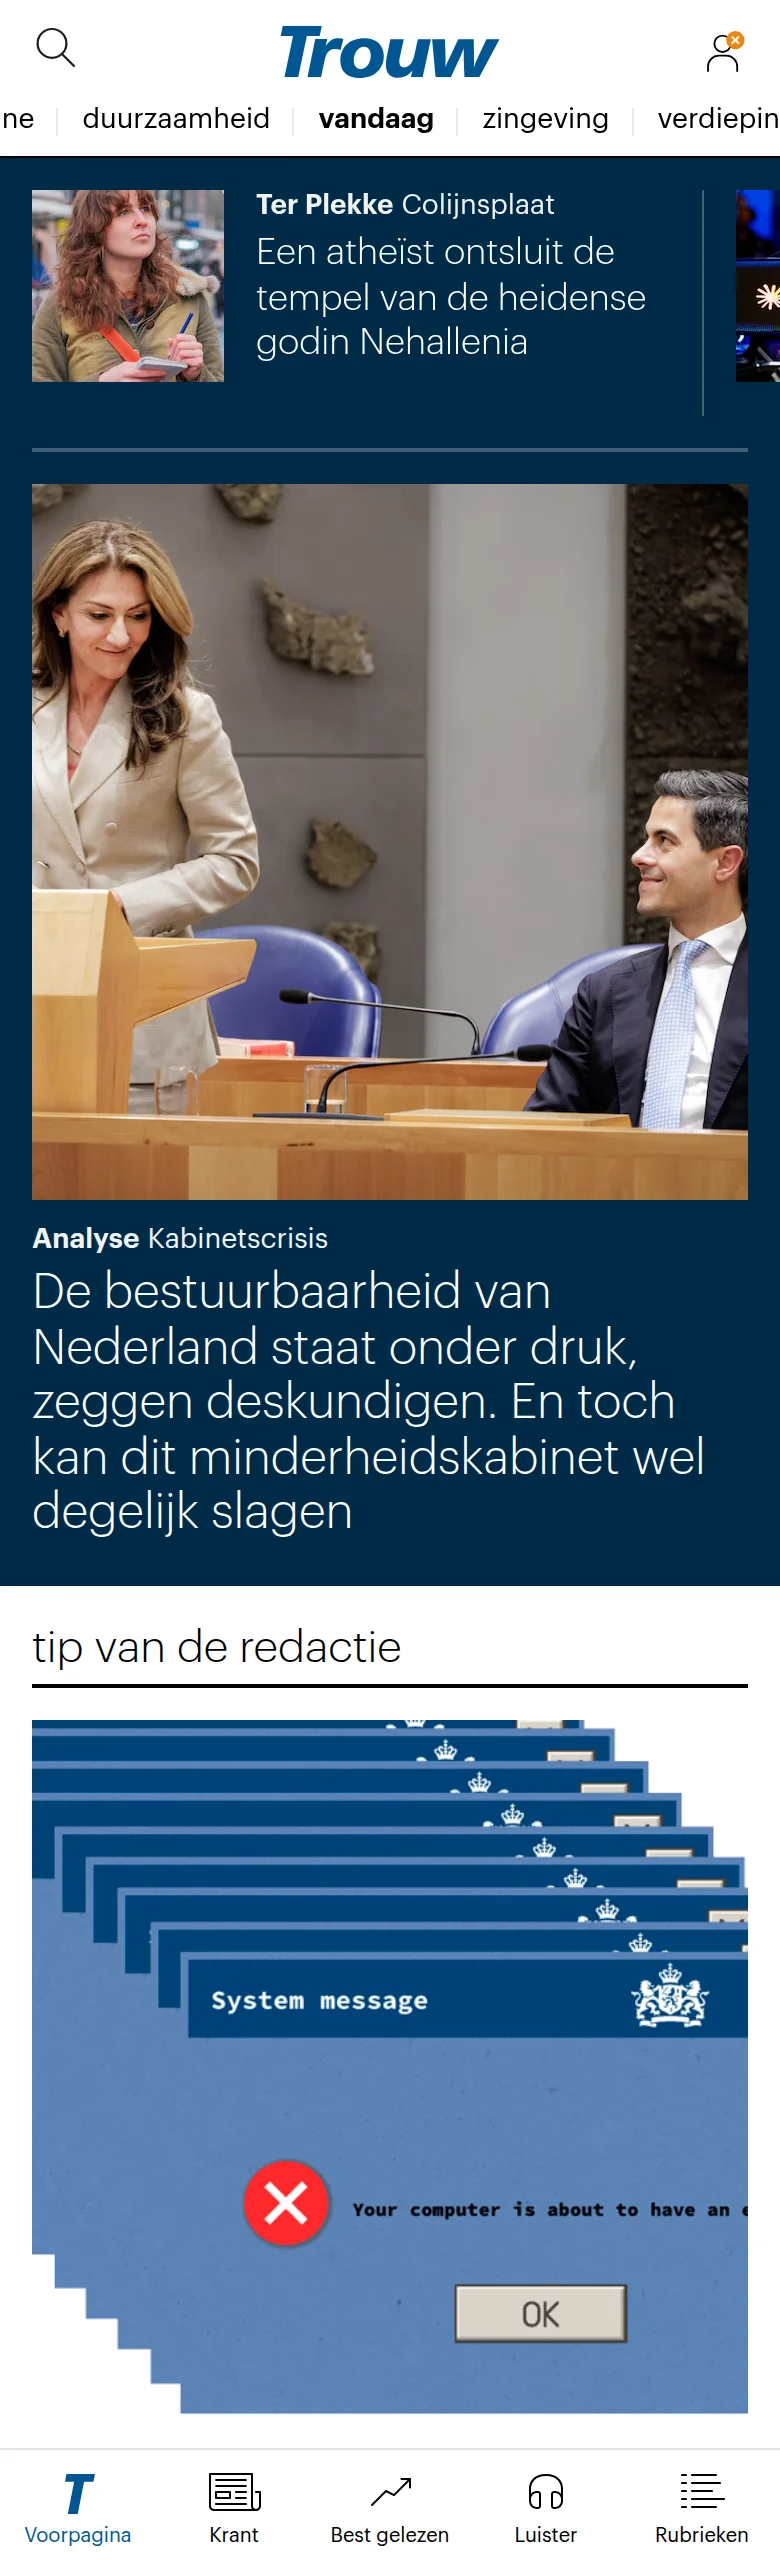 Trouw
ne duurzaamheid vandaag zingeving verdiepin
Ter Plekke Colijnsplaat
Een atheïst ontsluit de
tempel van de heidense
godin Nehallenia
Analyse Kabinetscrisis
De bestuurbaarheid van
Nederland staat onder druk,
zeggen deskundigen. En toch
kan dit minderheidskabinet wel
degelijk slagen
tip van de redactie
System message
Your computer is about to have an e
OK
T
Voorpagina Krant Best gelezen Luister Rubrieken